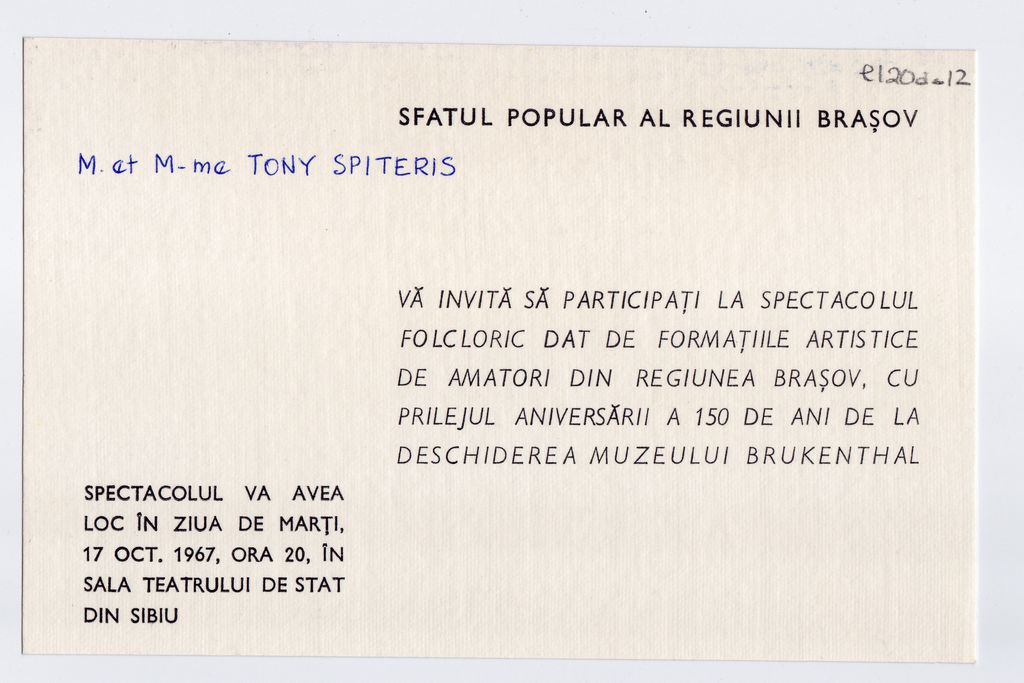 e120d-12
SFATUL POPULAR AL REGIUNII BRAȘOV
M. et M-me TONY SPITERIS
VĂ INVITĂ SĂ PARTICIPAȚI LA SPECTACOLUL
FOLCLORIC DAT DE FORMAȚIILE ARTISTICE
DE AMATORI DIN REGIUNEA BRAȘOV, CU
PRILEJUL ANIVERSĂRII A 150 DE ANI DE LA
DESCHIDEREA MUZEULUI BRUKENTHAL
SPECTACOLUL VA AVEA
LOC ÎN ZIUA DE MARȚI,
17 OCT. 1967, ORA 20, ÎN
SALA TEATRULUI DE STAT
DIN SIBIU